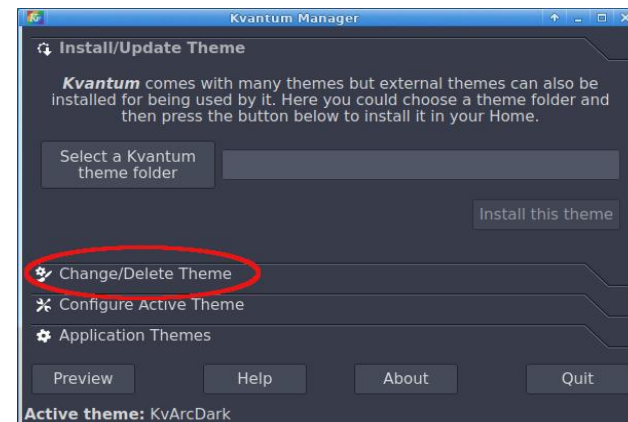 Kvantum Manager
Install/Update Theme
Kvantum comes with many themes but external themes can also be
installed for being used by it. Here you could choose a theme folder and
then press the button below to install it in your Home.
Select a Kvantum
theme folder
Install this theme
Change/Delete Theme
Configure Active Theme
Application Themes
Preview Help About Quit
Active theme: KvArcDark